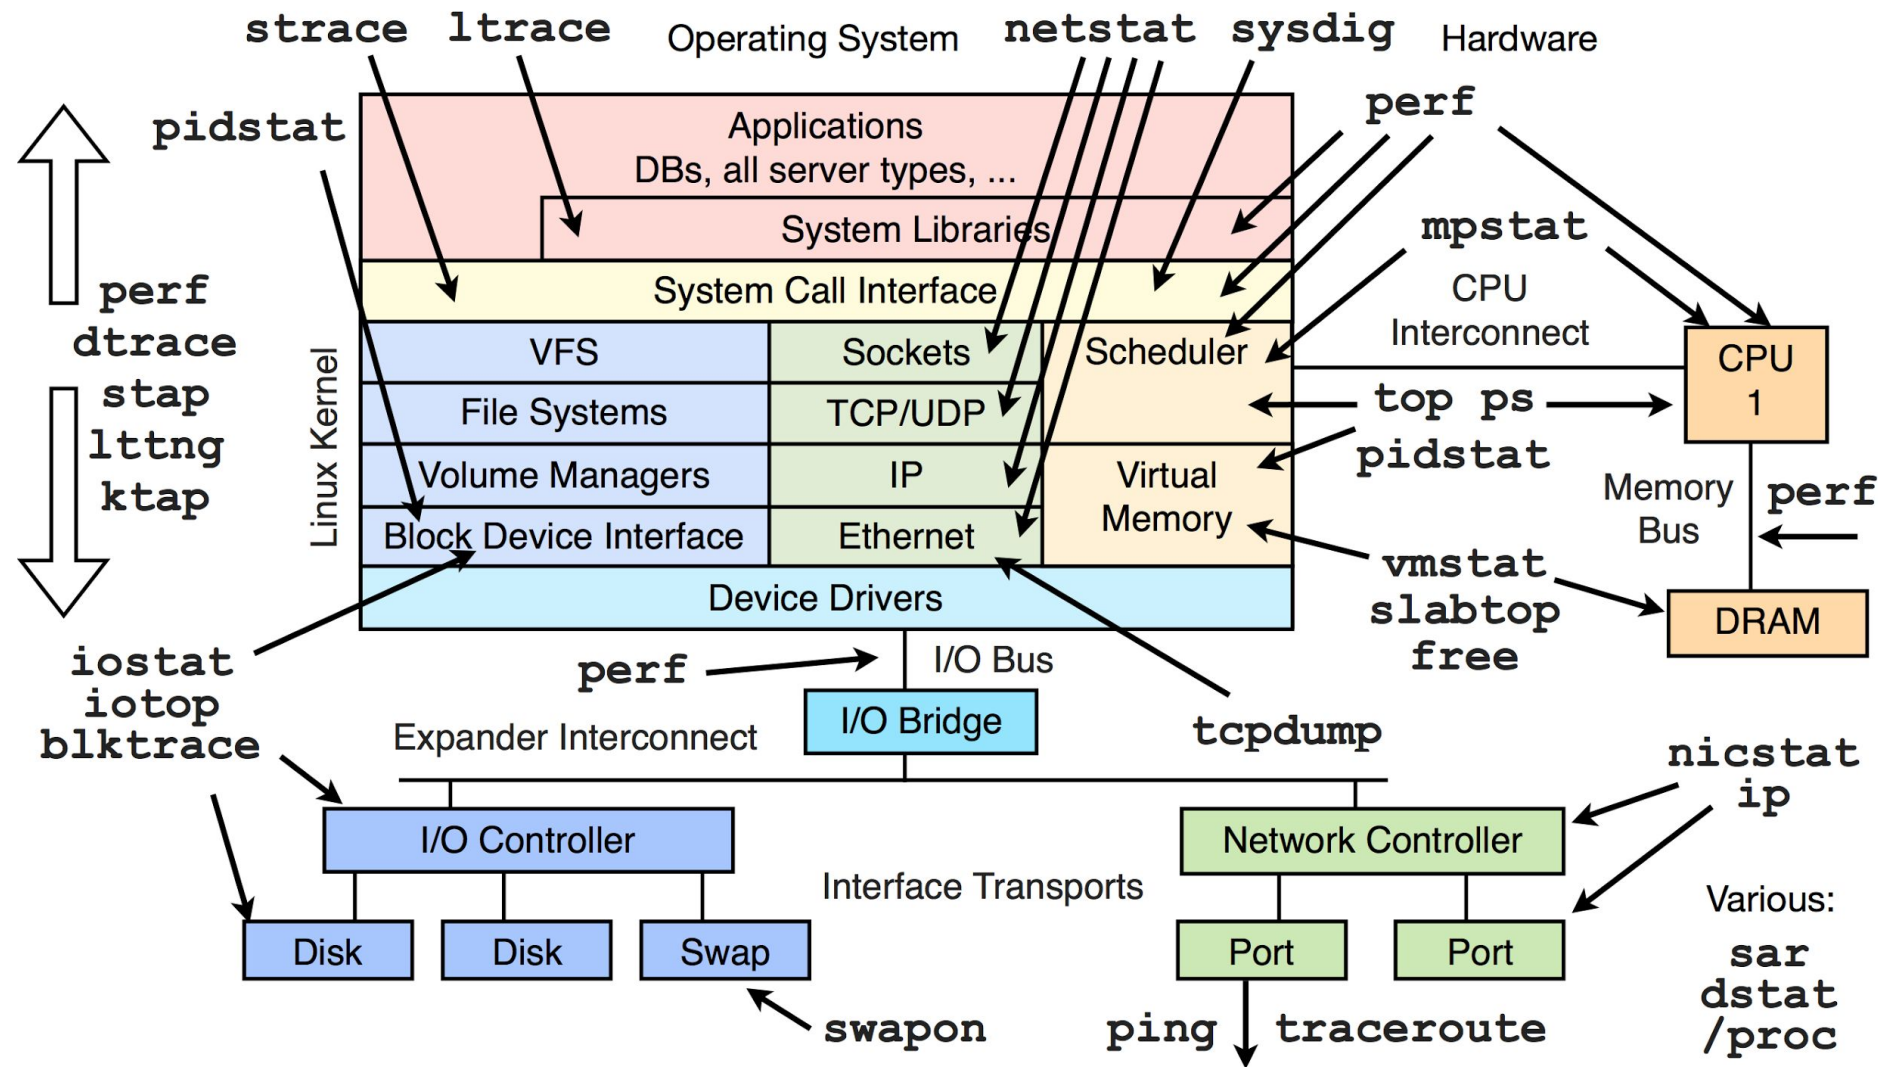 strace ltrace Operating System netstat sysdig Hardware
perf
pidstat
Applications
DBs, all server types, ...
System Libraries
mpstat
System Call Interface
CPU
Interconnect
perf
dtrace
stap
lttng
ktap
Linux Kernel
VFS
Sockets
Scheduler
File Systems
TCP/UDP
Volume Managers
IP
Virtual
Memory
Block Device Interface
Ethernet
Device Drivers
CPU
1
top ps
pidstat
Memory
Bus
perf
vmstat
slabtop
free
DRAM
iostat
iotop
blktrace
perf
I/O Bus
I/O Bridge
Expander Interconnect
tcpdump
nicstat
ip
I/O Controller
Network Controller
Interface Transports
Disk
Disk
Swap
Port
Port
swapon
ping traceroute
Various:
sar
dstat
/proc